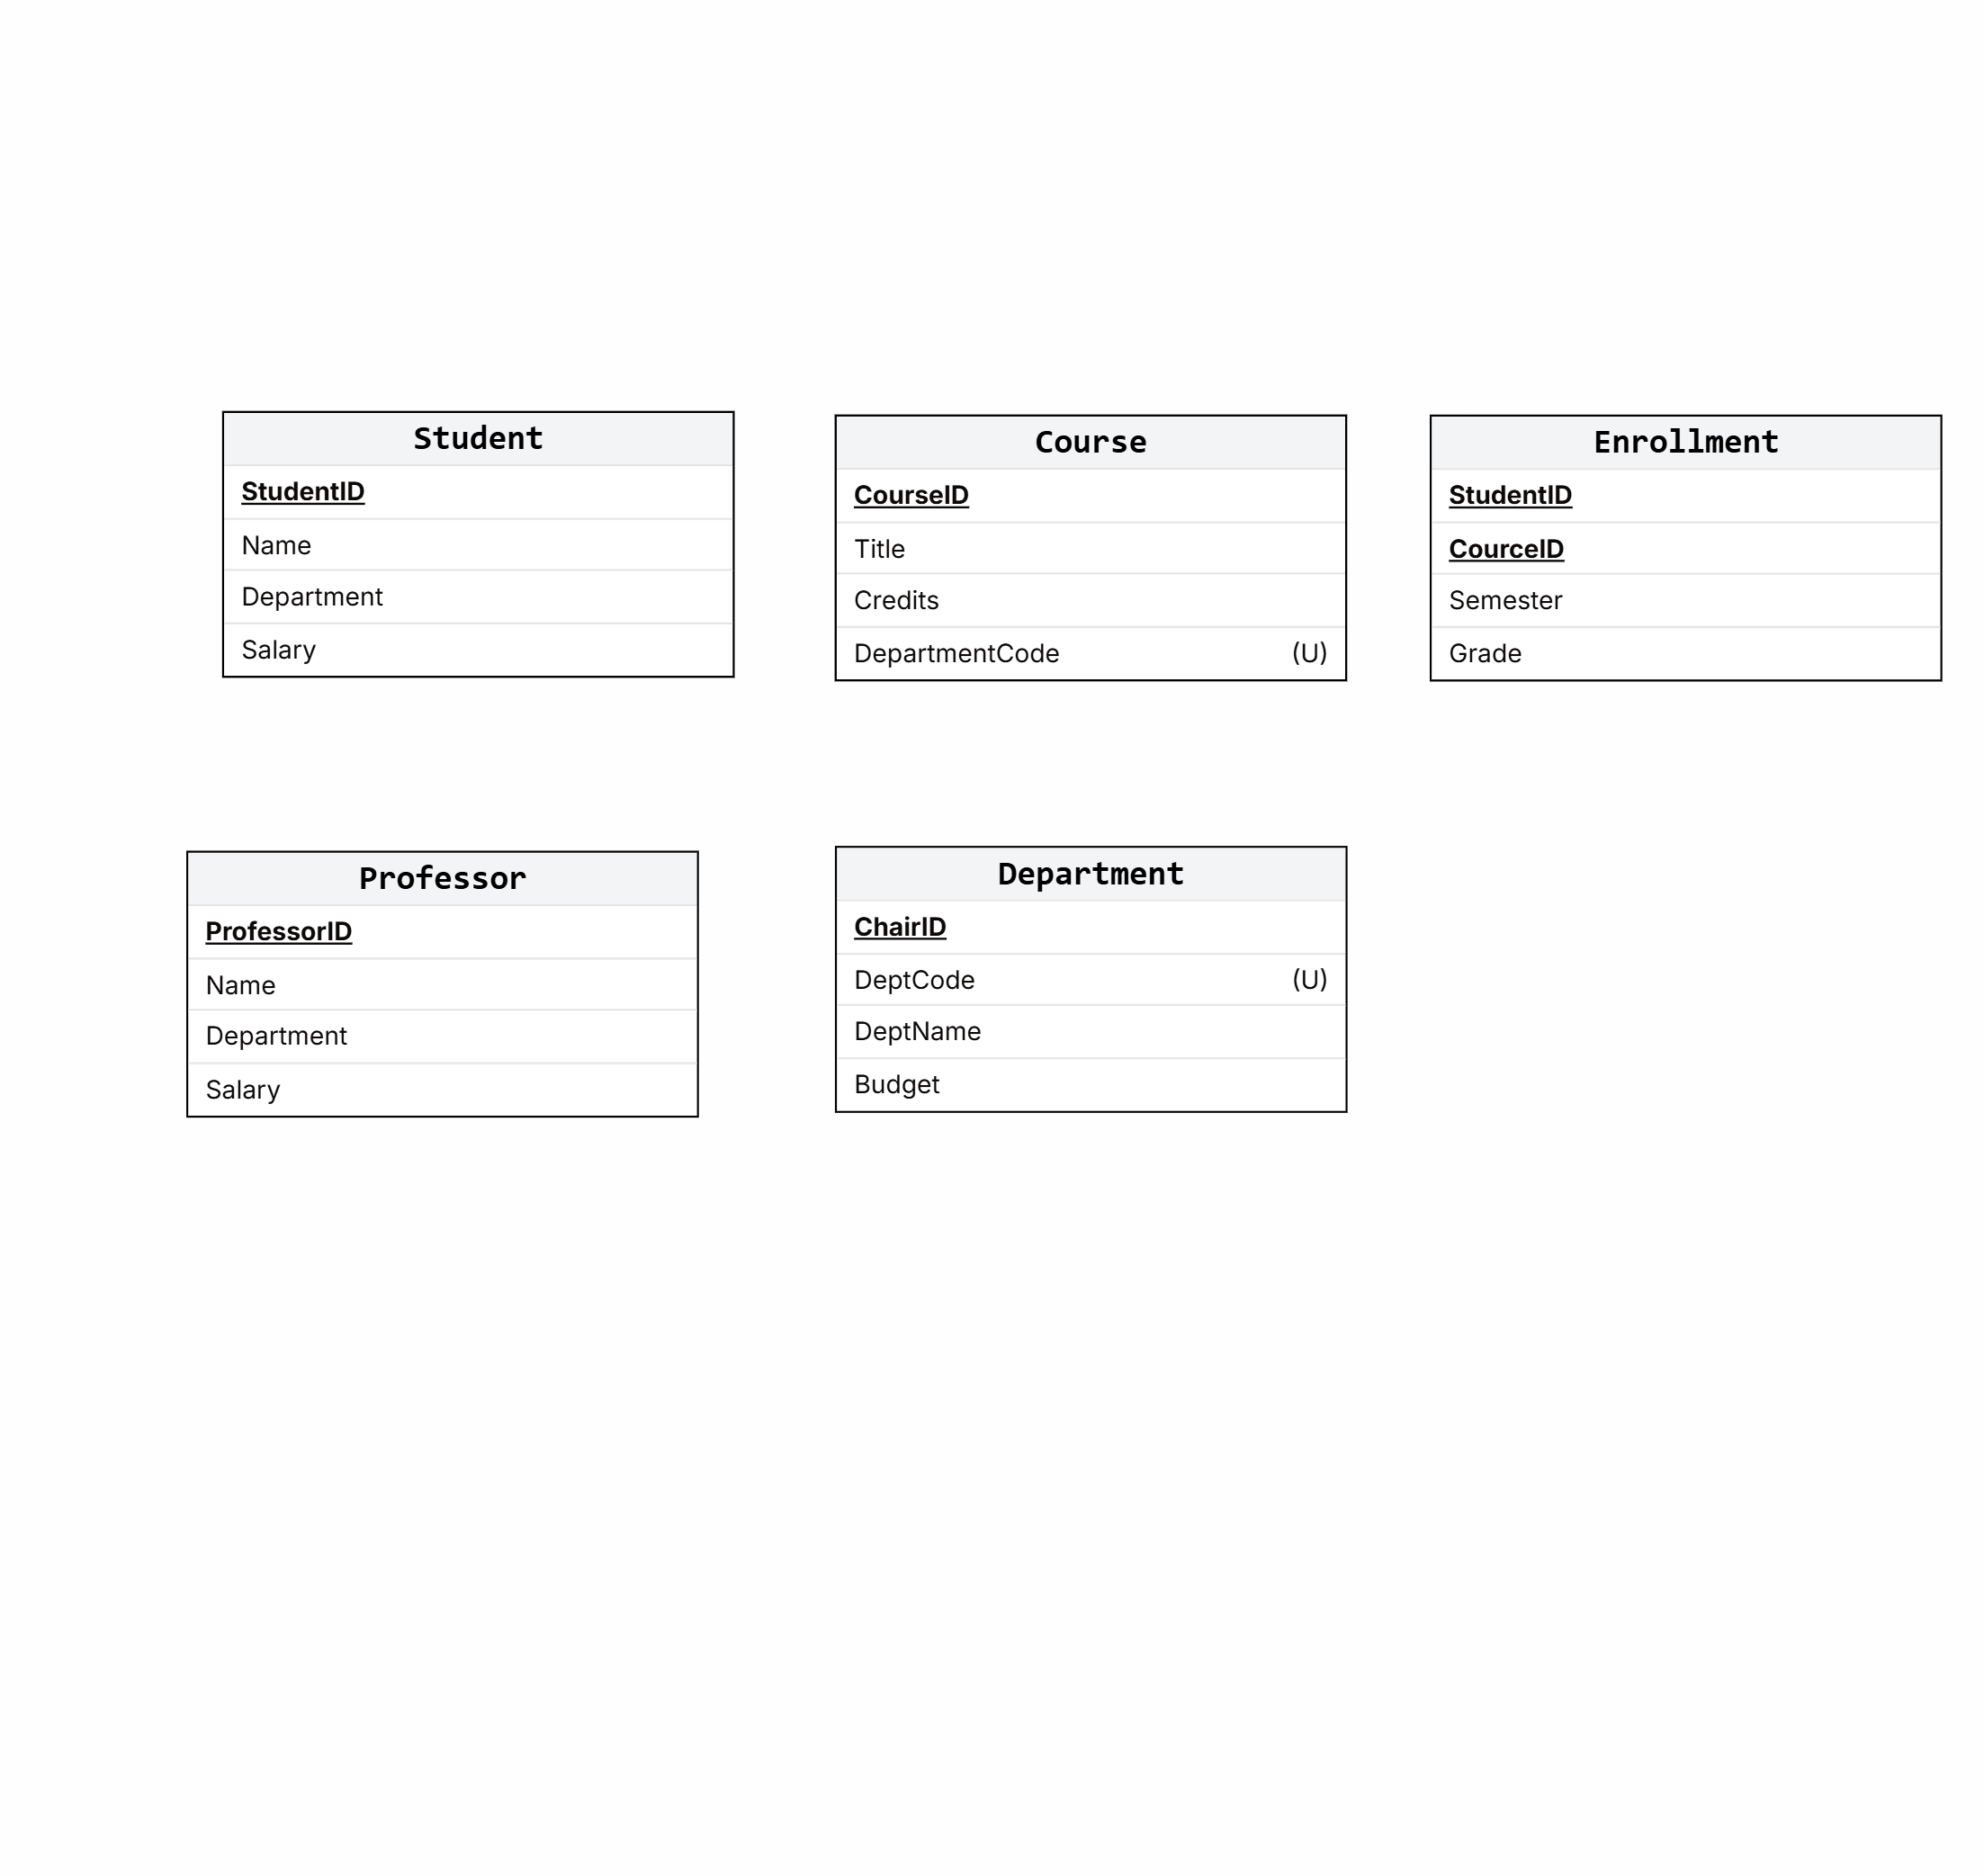 Student
StudentID
Name
Department
Salary
Course
CourseID
Title
Credits
DepartmentCode (U)
Enrollment
StudentID
CourceID
Semester
Grade
Professor
ProfessorID
Name
Department
Salary
Department
ChairID
DeptCode (U)
DeptName
Budget